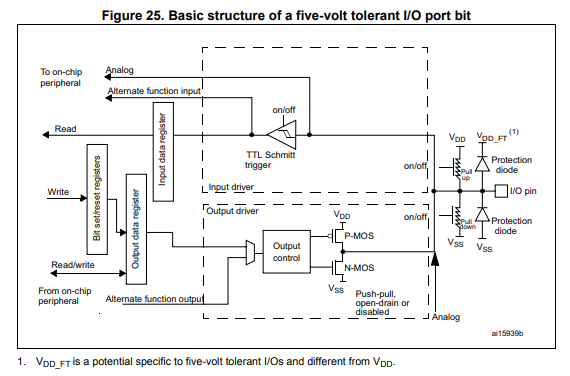 Figure 25. Basic structure of a five-volt tolerant I/O port bit
To on-chip
peripheral
Analog
Alternate function input
on/off
Read
Input data register
TTL Schmitt
trigger
Input driver
on/off
VDD
VDD_FT (1)
Pull
up
Protection
diode
I/O pin
Pull
down
Protection
diode
VSS
VSS
Write
Bit set/reset registers
Output data register
Read/write
From on-chip
peripheral
Alternate function output
Output driver
on/off
VDD
Output
control
P-MOS
N-MOS
VSS
Push-pull,
open-drain or
disabled
Analog
ai15939b
1. VDD_FT is a potential specific to five-volt tolerant I/Os and different from VDD.